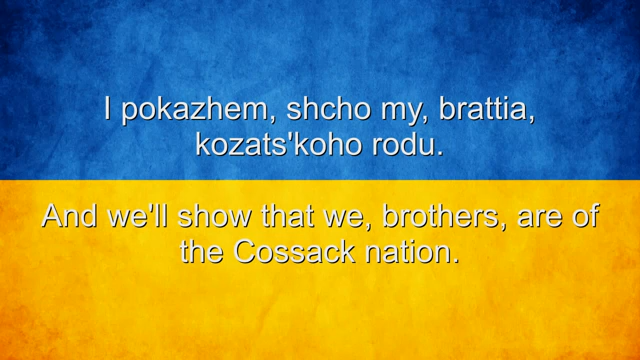 I pokazhem, shcho my, brattia,
kozats'koho rodu.
And we'll show that we, brothers, are of
the Cossack nation.